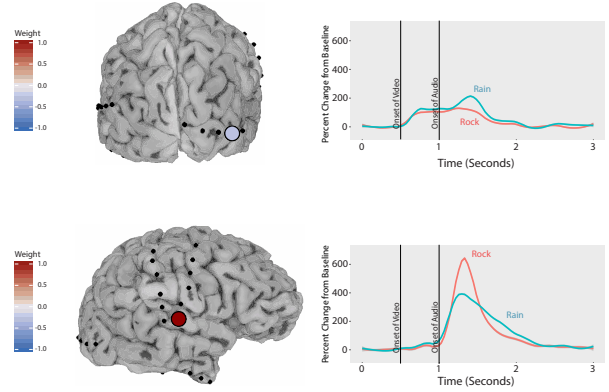 Weight
1.0
0.5
0.0
-0.5
-1.0
Percent Change from Baseline
600
400
200
0
Onset of Video
Onset of Audio
Rain
Rock
0
1
2
3
Time (Seconds)
Weight
1.0
0.5
0.0
-0.5
-1.0
Percent Change from Baseline
600
400
200
0
Onset of Video
Onset of Audio
Rock
Rain
0
1
2
3
Time (Seconds)